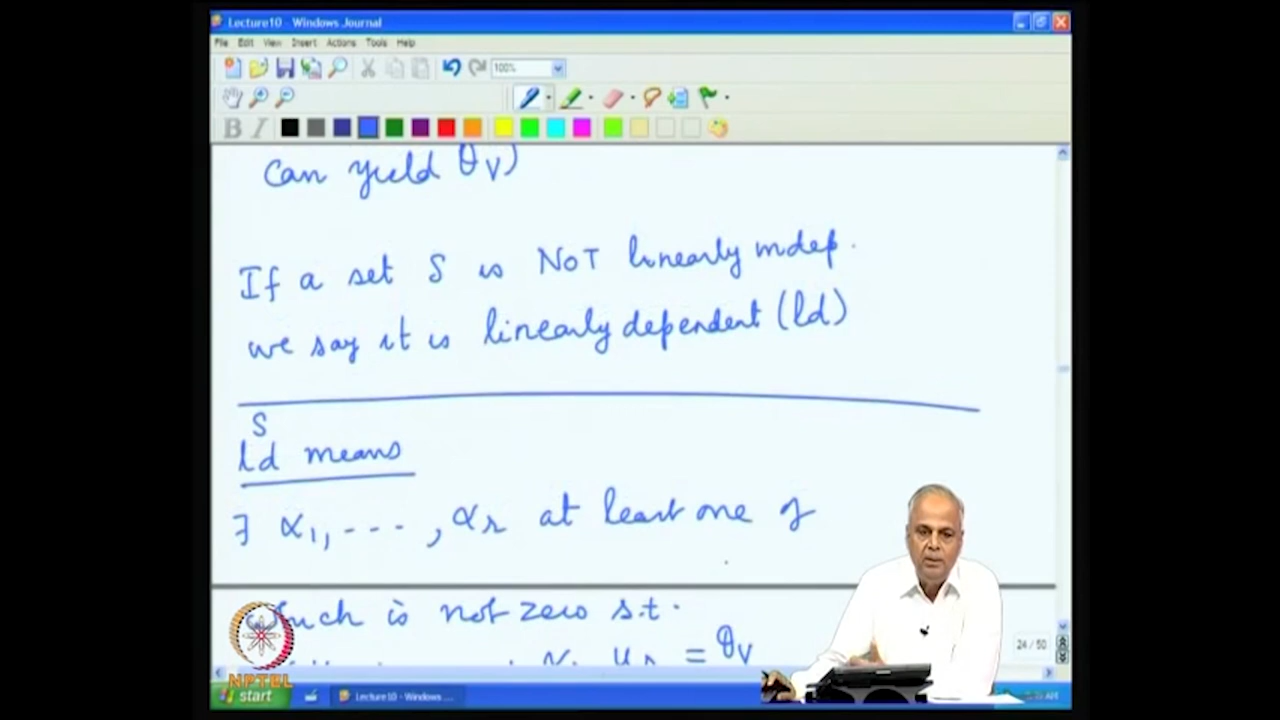 Lecture10 - Windows Journal
File Edit View Insert Actions Tools Help
100%
B I
Can yield θV)
If a set S is NOT linearly indep.
we say it is linearly dependent (ld)
S
ld means
∃ α1, ---, αr at least one of
which is not zero s.t.
ur = θV
24 / 50
NPTEL
start Lecture10 - Windows ...